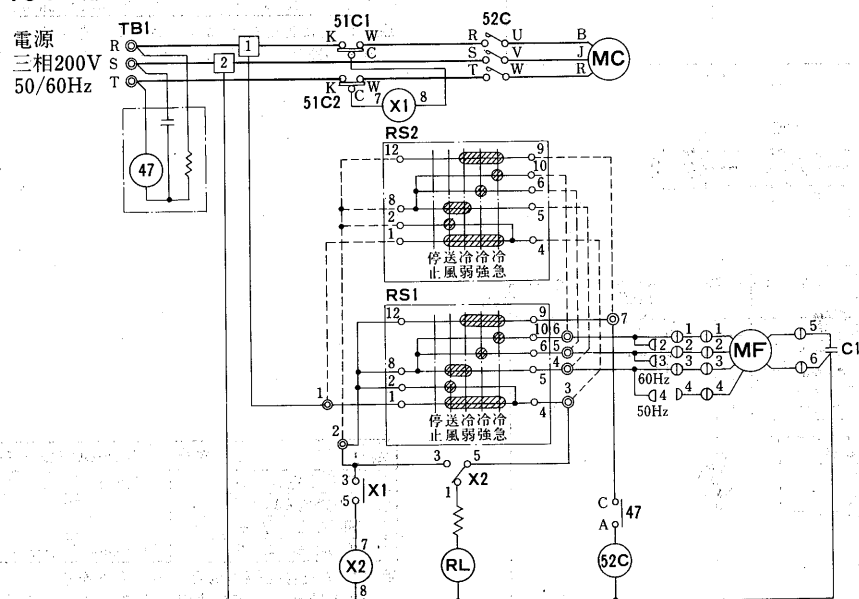 TB1
電源
三相200V
50/60Hz
R
S
T
1
2
47
51C1
K W
C
51C2
K W
C
7 X1 8
52C
R U
S V
T W
B
J
R
MC
RS2
12
8
2
1
9
10
6
5
4
停 送 冷 冷 冷
止 風 弱 強 急
RS1
12
8
2
1
9
10
6
5
4
停 送 冷 冷 冷
止 風 弱 強 急
1
2
6
5
4
3
7
1 1
2 2 2
3 3 3
60Hz
4 4 4
50Hz
MF
5
6
C1
3
5
X1
3 5
1
X2
C
A
47
7
X2
8
RL
52C